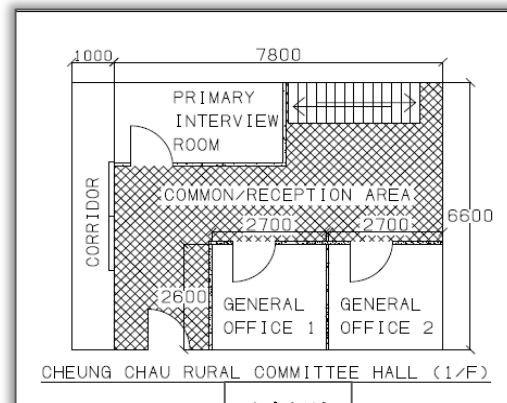 1000
7800
PRIMARY
INTERVIEW
ROOM
COMMON/RECEPTION AREA
CORRIDOR
2700
2700
6600
2600
GENERAL
OFFICE 1
GENERAL
OFFICE 2
CHEUNG CHAU RURAL COMMITTEE HALL (1/F)